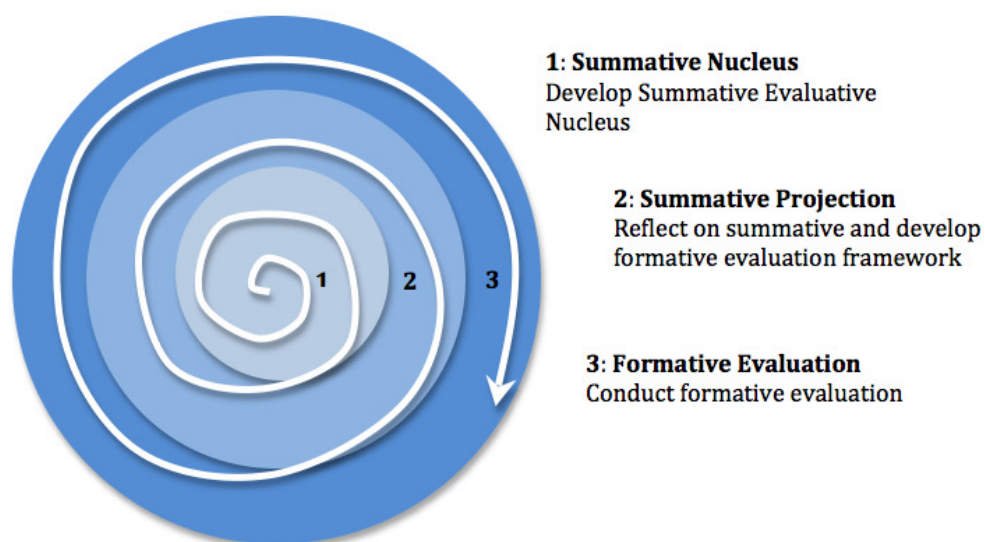 1: Summative Nucleus
Develop Summative Evaluative
Nucleus
2: Summative Projection
Reflect on summative and develop
formative evaluation framework
1
2
3
3: Formative Evaluation
Conduct formative evaluation